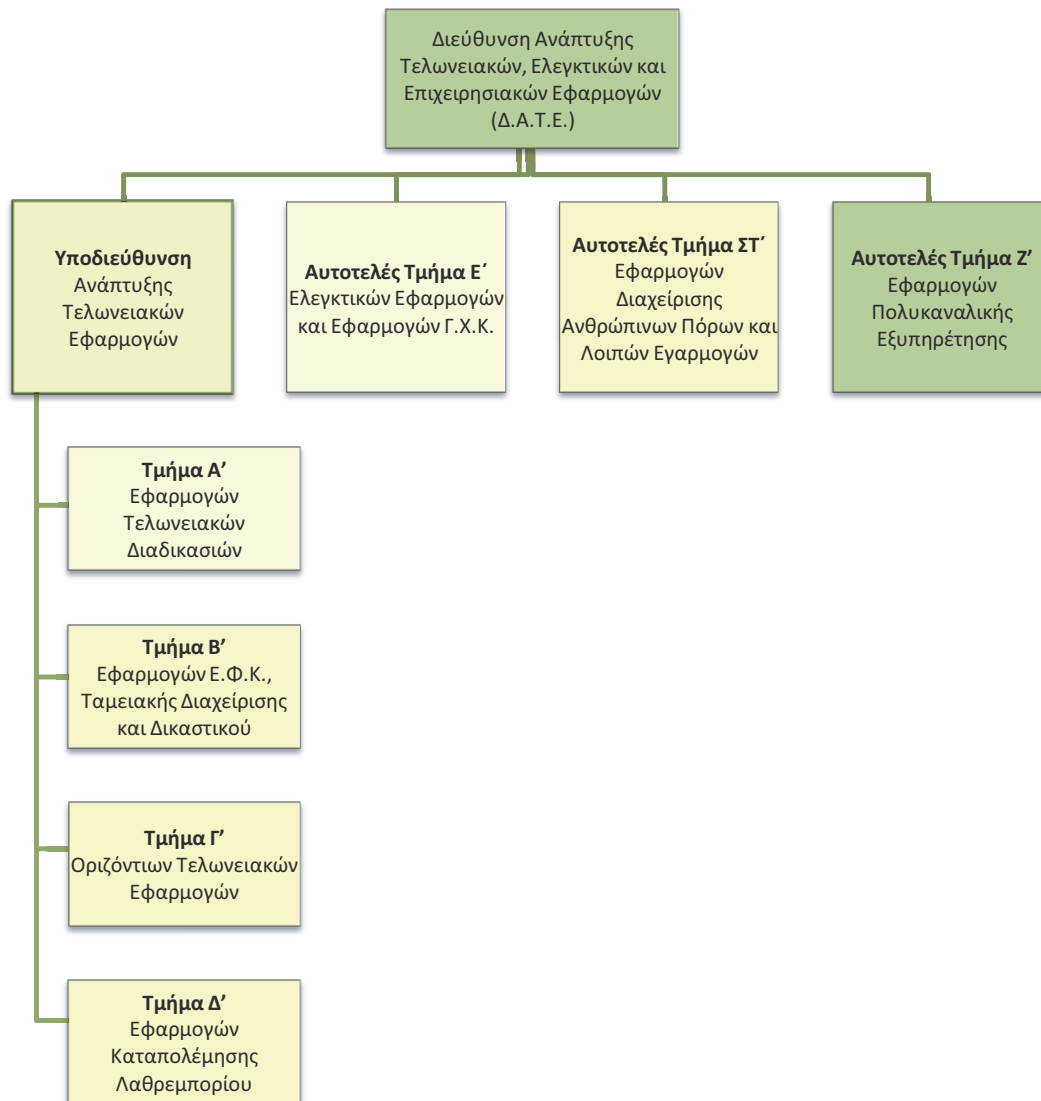 Διεύθυνση Ανάπτυξης
Τελωνειακών, Ελεγκτικών και
Επιχειρησιακών Εφαρμογών
(Δ.Α.Τ.Ε.)
Υποδιεύθυνση
Ανάπτυξης
Τελωνειακών
Εφαρμογών
Αυτοτελές Τμήμα Ε΄
Ελεγκτικών Εφαρμογών
και Εφαρμογών Γ.Χ.Κ.
Αυτοτελές Τμήμα ΣΤ΄
Εφαρμογών
Διαχείρισης
Ανθρώπινων Πόρων και
Λοιπών Εγαρμογών
Αυτοτελές Τμήμα Ζ’
Εφαρμογών
Πολυκαναλικής
Εξυπηρέτησης
Τμήμα Α’
Εφαρμογών
Τελωνειακών
Διαδικασιών
Τμήμα Β’
Εφαρμογών Ε.Φ.Κ.,
Ταμειακής Διαχείρισης
και Δικαστικού
Τμήμα Γ’
Οριζόντιων Τελωνειακών
Εφαρμογών
Τμήμα Δ’
Εφαρμογών
Καταπολέμησης
Λαθρεμπορίου